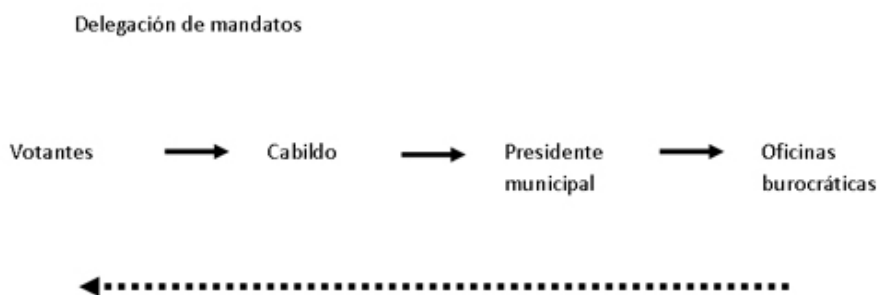 Delegación de mandatos
Votantes
Cabildo
Presidente
municipal
Oficinas
burocráticas